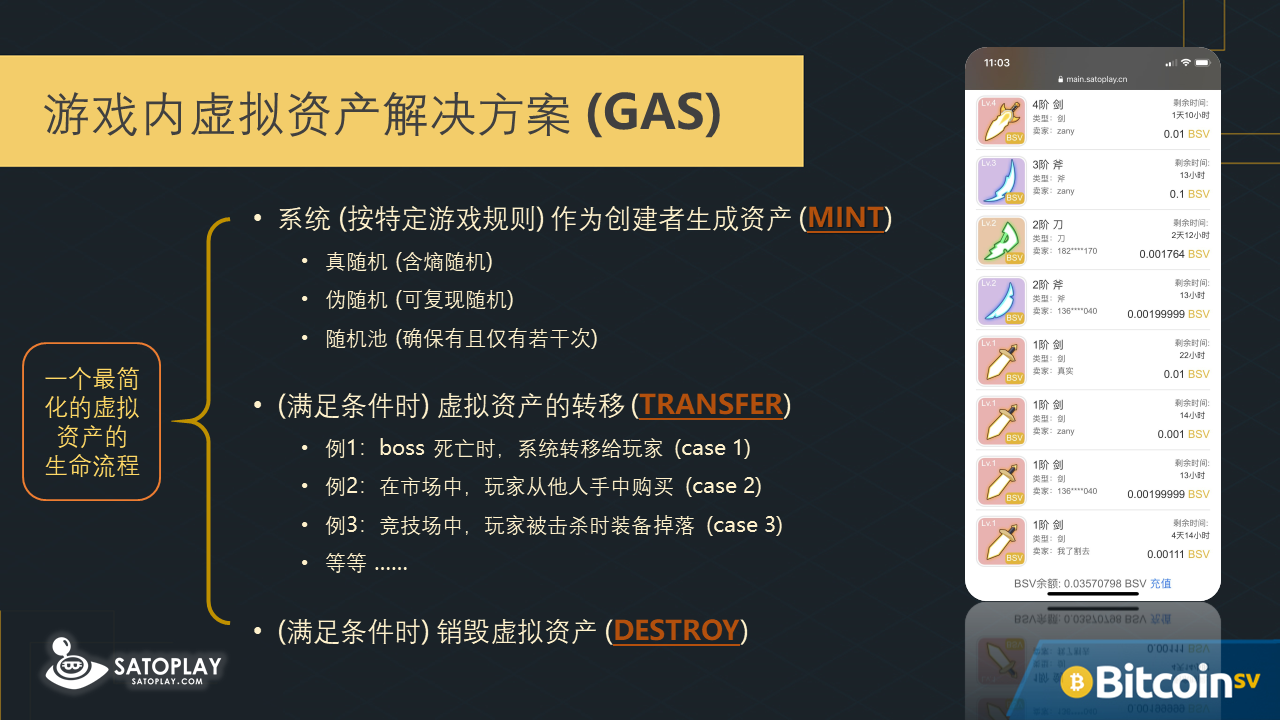 游戏内虚拟资产解决方案 (GAS)
一个最简
化的虚拟
资产的
生命流程
• 系统 (按特定游戏规则) 作为创建者生成资产 (MINT)
• 真随机 (含熵随机)
• 伪随机 (可复现随机)
• 随机池 (确保有且仅有若干次)
• (满足条件时) 虚拟资产的转移 (TRANSFER)
• 例1：boss 死亡时，系统转移给玩家 (case 1)
• 例2：在市场中，玩家从他人手中购买 (case 2)
• 例3：竞技场中，玩家被击杀时装备掉落 (case 3)
• 等等 ……
• (满足条件时) 销毁虚拟资产 (DESTROY)
SATOPLAY
SATOPLAY.COM
11:03
main.satoplay.cn
Lv.4
BSV
4阶 剑
类型：剑
卖家：zany
剩余时间:
1天10小时
0.01 BSV
Lv.3
BSV
3阶 斧
类型：斧
卖家：zany
剩余时间:
13小时
0.1 BSV
Lv.2
BSV
2阶 刀
类型：刀
卖家：182****170
剩余时间:
2天12小时
0.001764 BSV
Lv.2
BSV
2阶 斧
类型：斧
卖家：136****040
剩余时间:
13小时
0.00199999 BSV
Lv.1
BSV
1阶 剑
类型：剑
卖家：真实
剩余时间:
22小时
0.01 BSV
Lv.1
BSV
1阶 剑
类型：剑
卖家：zany
剩余时间:
14小时
0.001 BSV
Lv.1
BSV
1阶 剑
类型：剑
卖家：136****040
剩余时间:
13小时
0.00199999 BSV
Lv.1
BSV
1阶 剑
类型：剑
卖家：我了割去
剩余时间:
4天14小时
0.00111 BSV
BSV余额: 0.03570798 BSV 充值
Bitcoin SV